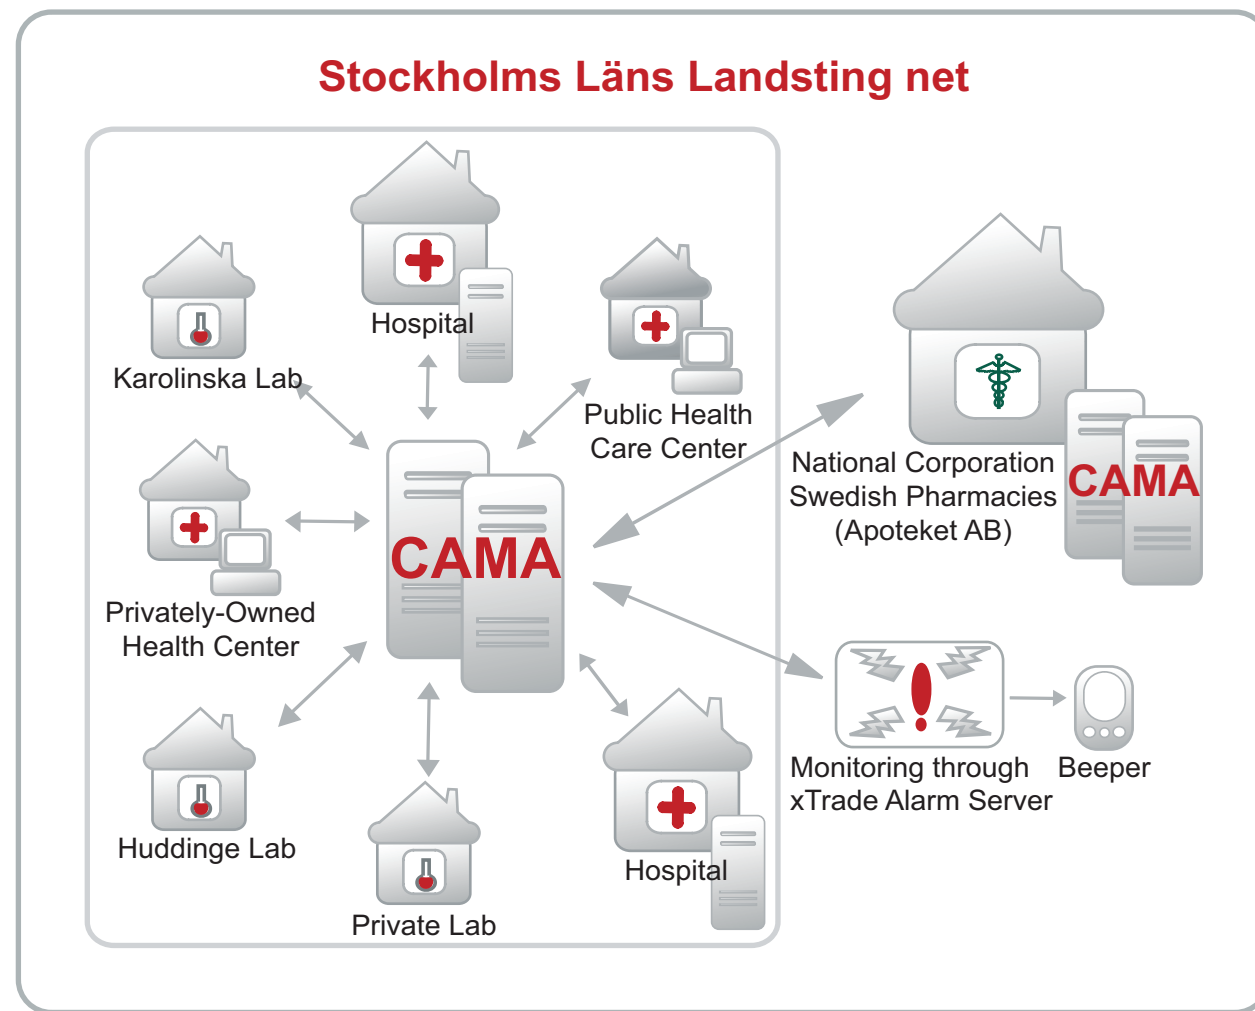 Stockholms Läns Landsting net
Hospital
Karolinska Lab
Public Health
Care Center
National Corporation
Swedish Pharmacies
(Apoteket AB)
CAMA
CAMA
Privately-Owned
Health Center
Monitoring through
xTrade Alarm Server
Beeper
Huddinge Lab
Hospital
Private Lab